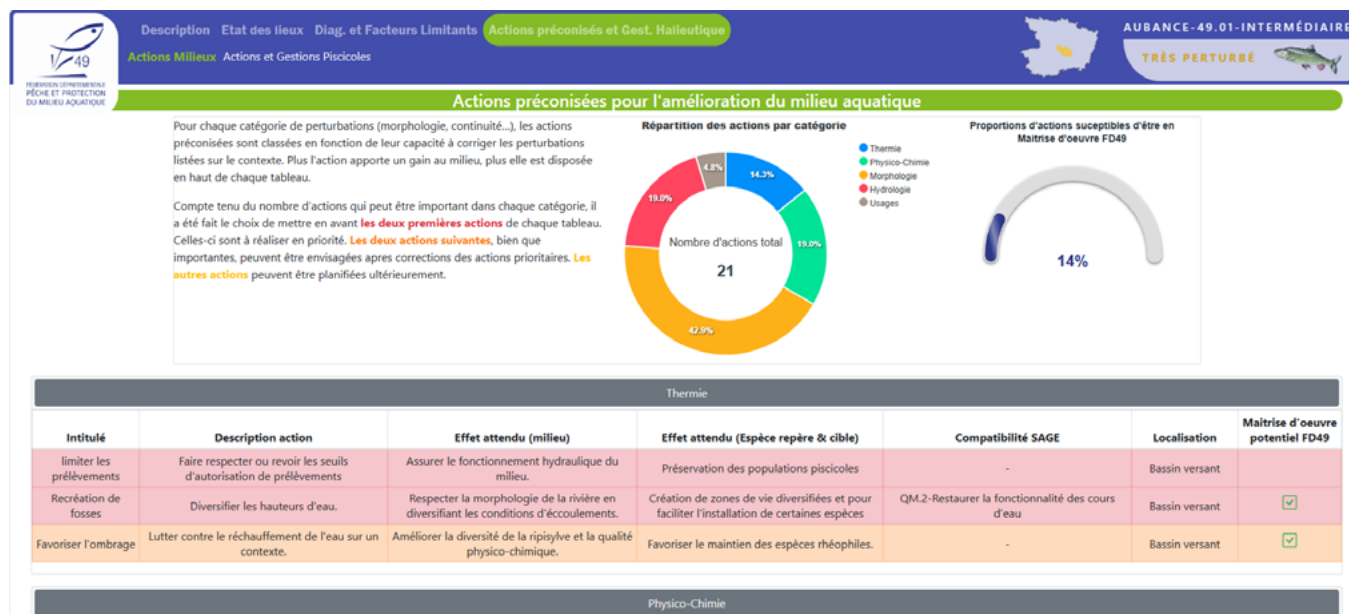 Description Etat des lieux Diag. et Facteurs Limitants Actions préconisés et Gest. Halieutique
Actions Milieux Actions et Gestions Piscicoles
49
FÉDÉRATION DÉPARTEMENTALE
PÊCHE ET PROTECTION
DU MILIEU AQUATIQUE
AUBANCE-49.01-INTERMÉDIAIRE
TRÈS PERTURBÉ
Actions préconisées pour l'amélioration du milieu aquatique
Pour chaque catégorie de perturbations (morphologie, continuité...), les actions
préconisées sont classées en fonction de leur capacité à corriger les perturbations
listées sur le contexte. Plus l'action apporte un gain au milieu, plus elle est disposée
en haut de chaque tableau.
Compte tenu du nombre d'actions qui peut être important dans chaque catégorie, il
a été fait le choix de mettre en avant les deux premières actions de chaque tableau.
Celles-ci sont à réaliser en priorité. Les deux actions suivantes, bien que
importantes, peuvent être envisagées apres corrections des actions prioritaires. Les
autres actions peuvent être planifiées ultérieurement.
Répartition des actions par catégorie
4.8%
14.3%
19.0%
19.0%
42.9%
Nombre d'actions total
21
Thermie
Physico-Chimie
Morphologie
Hydrologie
Usages
Proportions d'actions suceptibles d'être en
Maitrise d'oeuvre FD49
14%
Thermie
Intitulé Description action Effet attendu (milieu) Effet attendu (Espèce repère & cible) Compatibilité SAGE Localisation Maitrise d'oeuvre
potentiel FD49
limiter les
prélèvements
Faire respecter ou revoir les seuils
d'autorisation de prélèvements
Assurer le fonctionnement hydraulique du
milieu.
Préservation des populations piscicoles
-
Bassin versant
Recréation de
fosses
Diversifier les hauteurs d'eau.
Respecter la morphologie de la rivière en
diversifiant les conditions d'éccoulements.
Création de zones de vie diversifiées et pour
faciliter l'installation de certaines espèces
QM.2-Restaurer la fonctionnalité des cours
d'eau
Bassin versant
Favoriser l'ombrage
Lutter contre le réchauffement de l'eau sur un
contexte.
Améliorer la diversité de la ripisylve et la qualité
physico-chimique.
Favoriser le maintien des espèces rhéophiles.
-
Bassin versant
Physico-Chimie